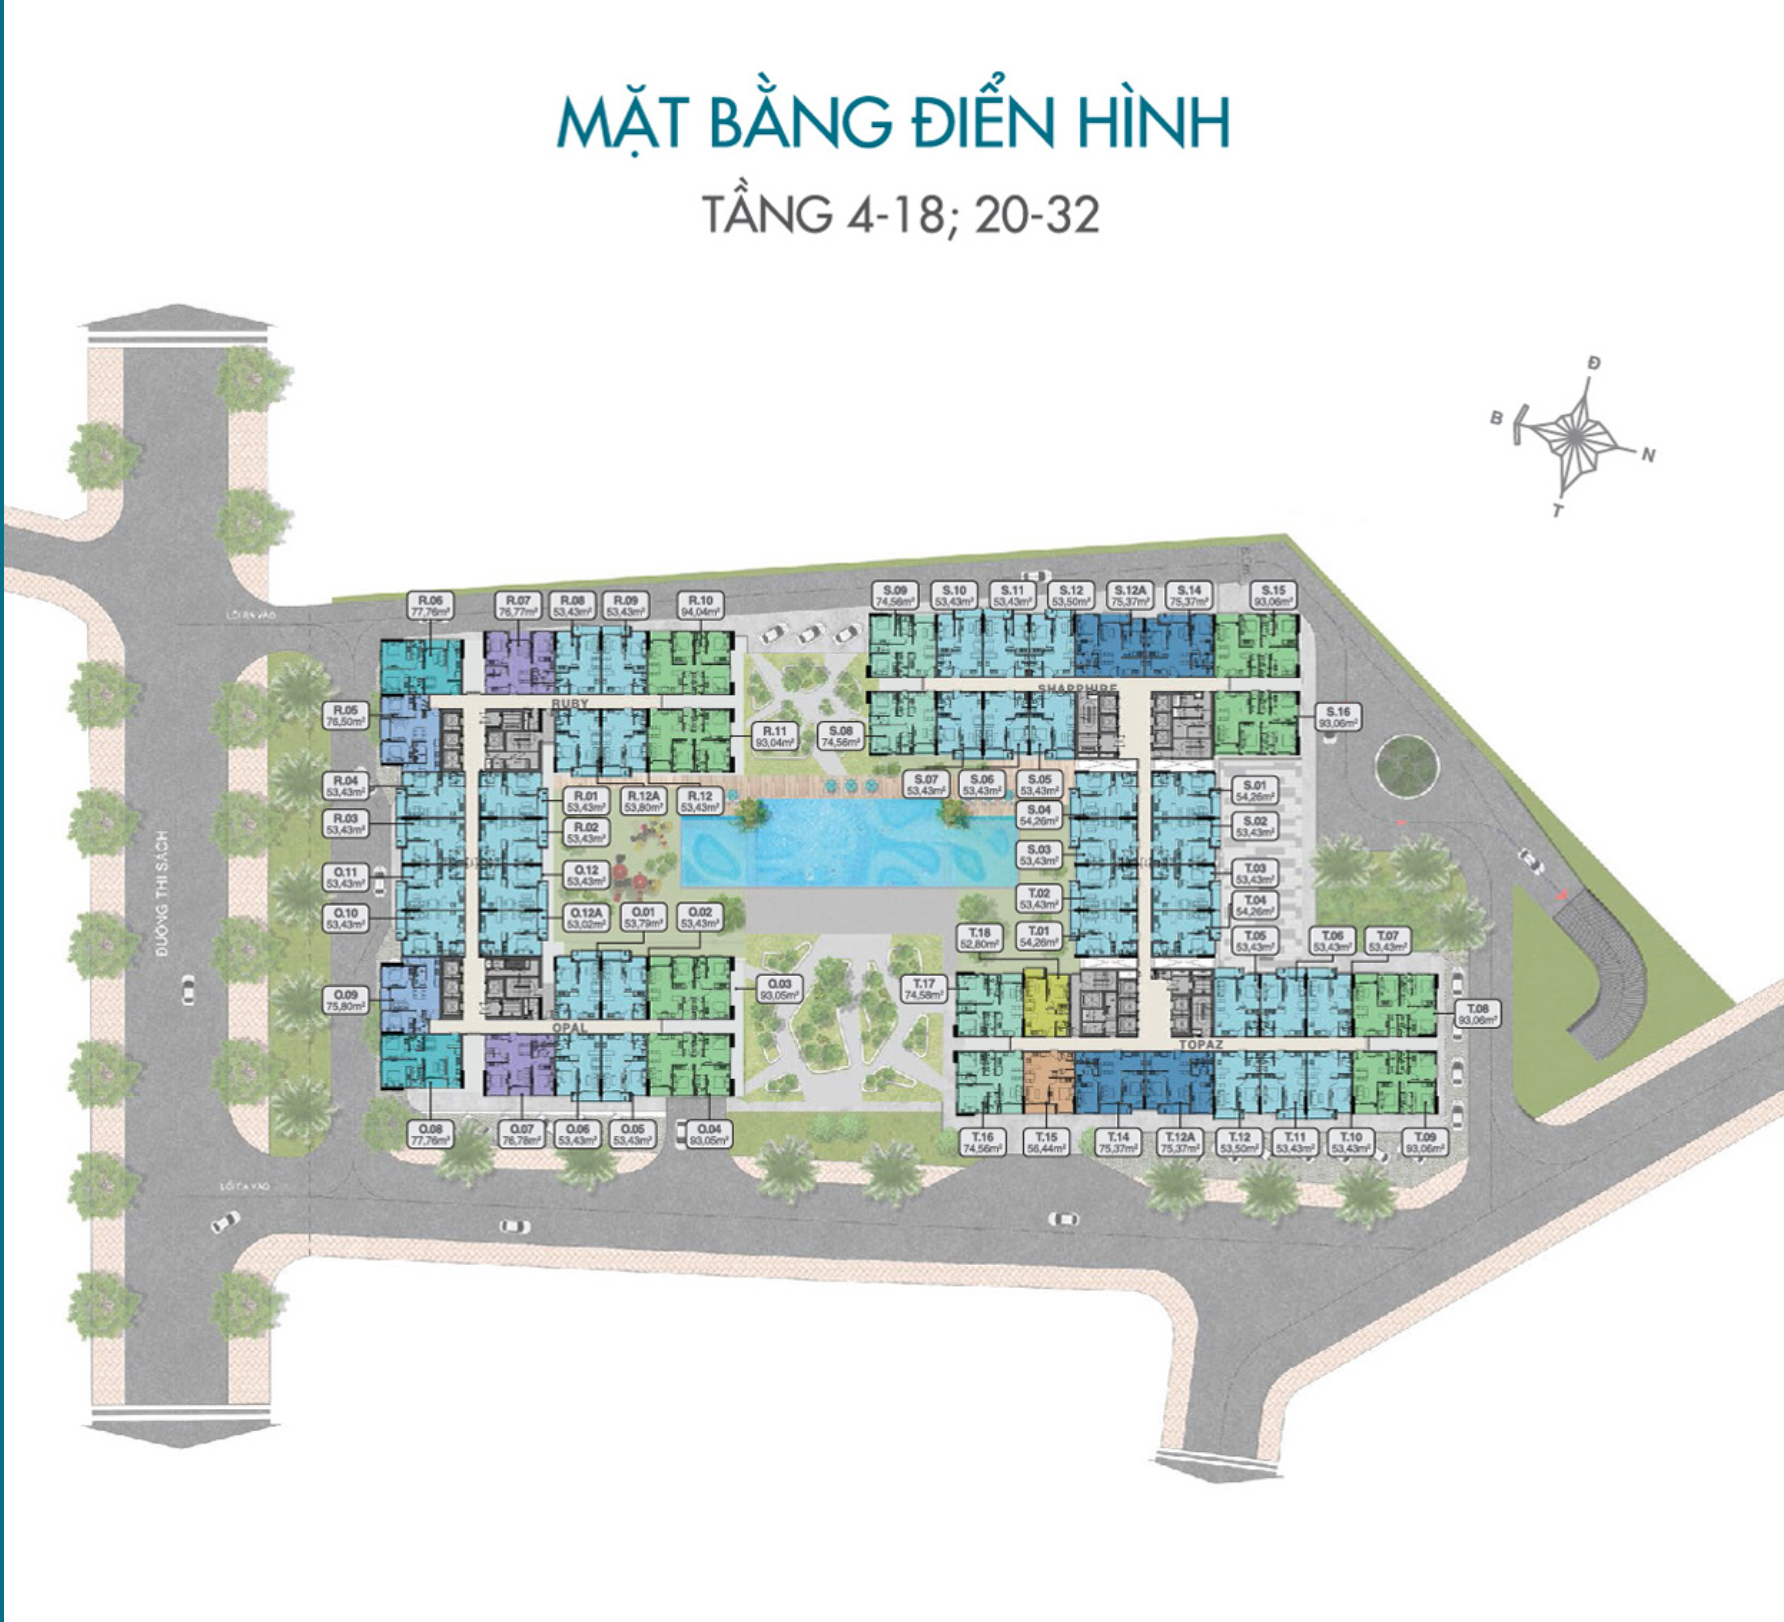 MẶT BẰNG ĐIỂN HÌNH
TẦNG 4-18; 20-32
Đ
B
N
T
LỐI RA VÀO
R.06
77,76m²
R.07
76,77m²
R.08
53,43m²
R.09
53,43m²
R.10
94,04m²
S.09
74,56m²
S.10
53,43m²
S.11
53,43m²
S.12
53,50m²
S.12A
75,37m²
S.14
75,37m²
S.15
93,06m²
RUBY
SHAPPHIRE
R.05
76,50m²
R.11
93,04m²
S.08
74,56m²
S.16
93,06m²
R.04
53,43m²
R.01
53,43m²
R.12A
53,80m²
R.12
53,43m²
S.07
53,43m²
S.06
53,43m²
S.05
53,43m²
S.01
54,26m²
R.03
53,43m²
R.02
53,43m²
S.04
54,26m²
S.02
53,43m²
ĐƯỜNG THI SÁCH
O.11
53,43m²
O.12
53,43m²
S.03
53,43m²
T.03
53,43m²
O.10
53,43m²
O.12A
53,02m²
O.01
53,79m²
O.02
53,43m²
T.02
53,43m²
T.04
54,26m²
T.18
52,80m²
T.01
54,26m²
T.05
53,43m²
T.06
53,43m²
T.07
53,43m²
O.09
75,80m²
O.03
93,05m²
T.17
74,58m²
T.08
93,06m²
OPAL
TOPAZ
O.08
77,76m²
O.07
76,78m²
O.06
53,43m²
O.05
53,43m²
O.04
93,05m²
T.16
74,56m²
T.15
56,44m²
T.14
75,37m²
T.12A
75,37m²
T.12
53,50m²
T.11
53,43m²
T.10
53,43m²
T.09
93,06m²
LỐI RA VÀO